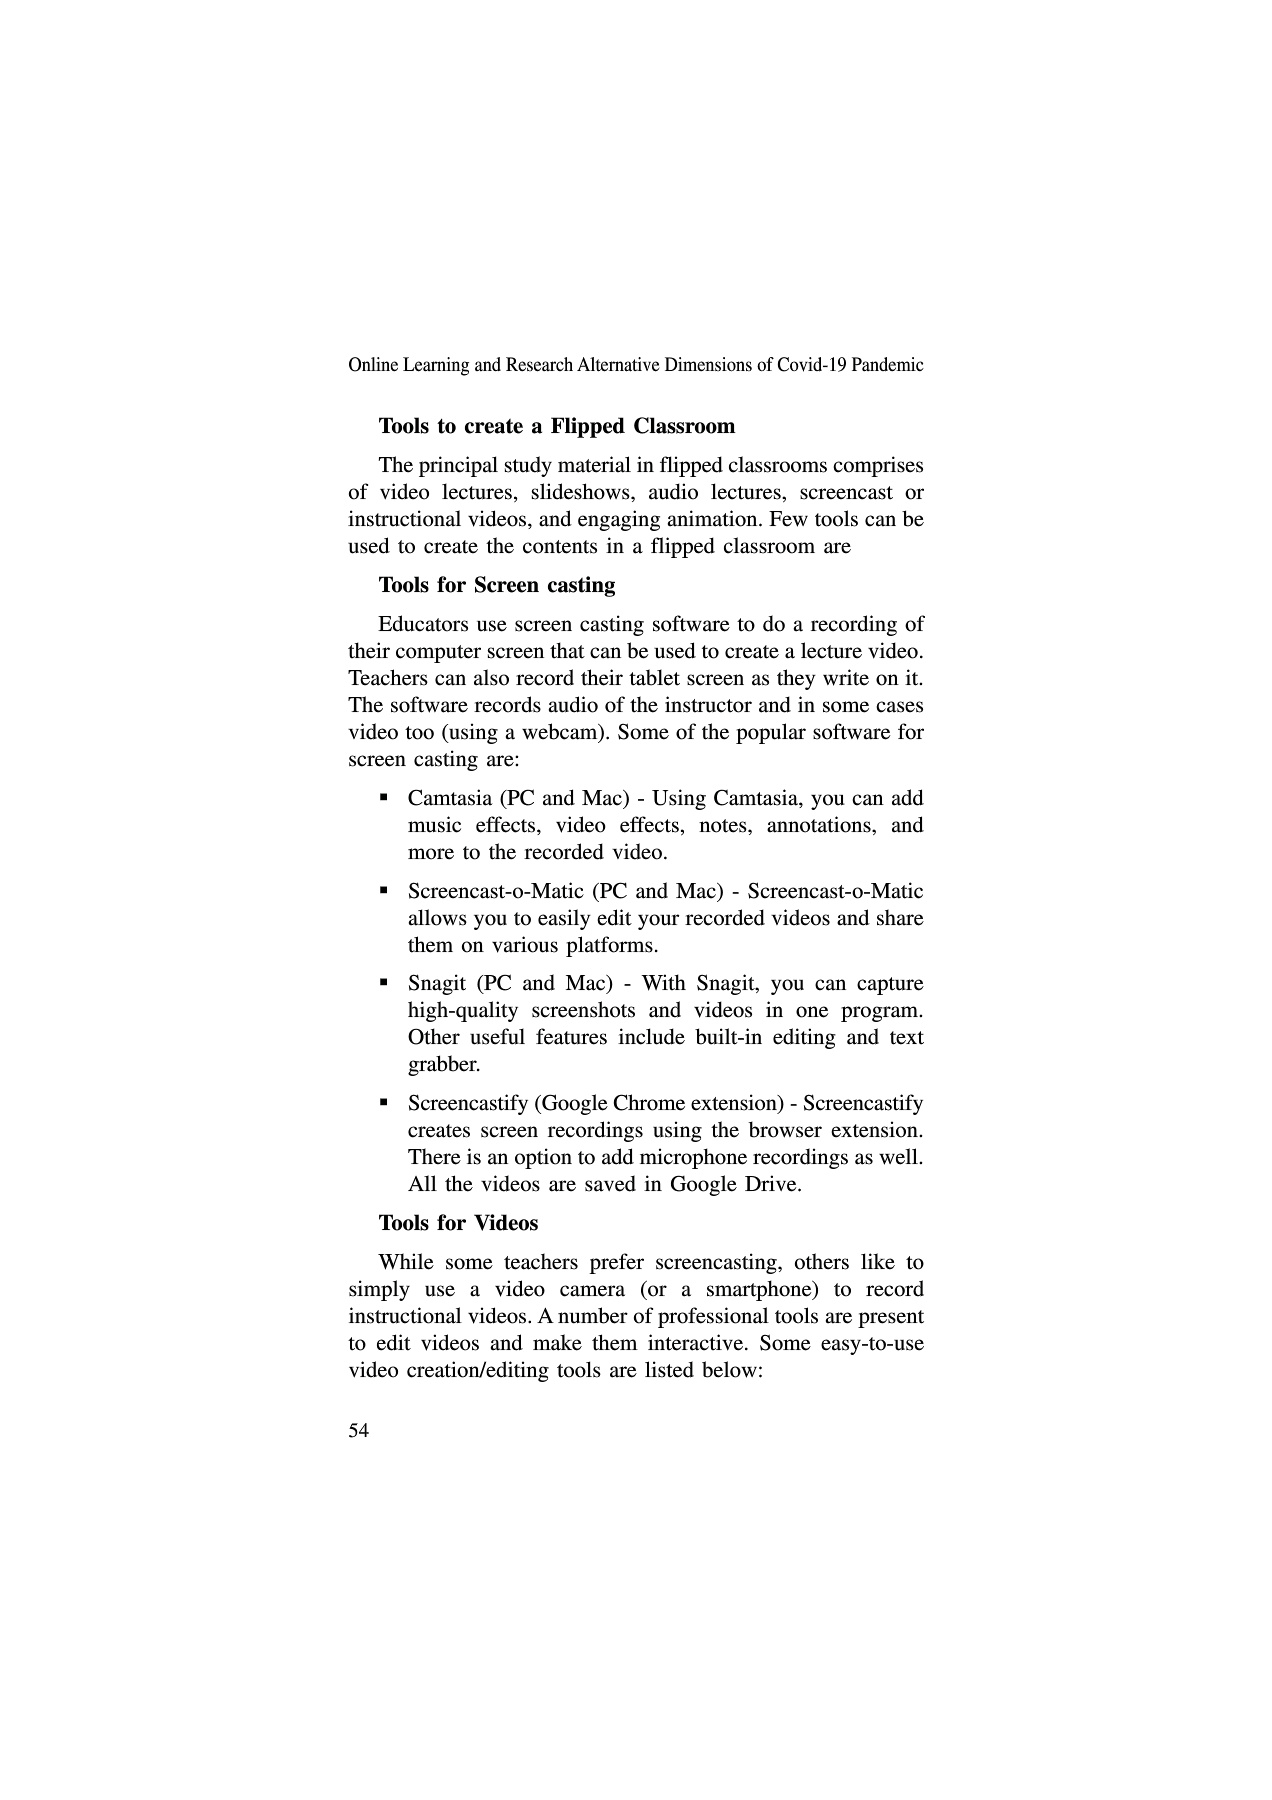 Online Learning and Research Alternative Dimensions of Covid-19 Pandemic
Tools to create a Flipped Classroom
The principal study material in flipped classrooms comprises
of video lectures, slideshows, audio lectures, screencast or
instructional videos, and engaging animation. Few tools can be
used to create the contents in a flipped classroom are
Tools for Screen casting
Educators use screen casting software to do a recording of
their computer screen that can be used to create a lecture video.
Teachers can also record their tablet screen as they write on it.
The software records audio of the instructor and in some cases
video too (using a webcam). Some of the popular software for
screen casting are:
▪ Camtasia (PC and Mac) - Using Camtasia, you can add
music effects, video effects, notes, annotations, and
more to the recorded video.
▪ Screencast-o-Matic (PC and Mac) - Screencast-o-Matic
allows you to easily edit your recorded videos and share
them on various platforms.
▪ Snagit (PC and Mac) - With Snagit, you can capture
high-quality screenshots and videos in one program.
Other useful features include built-in editing and text
grabber.
▪ Screencastify (Google Chrome extension) - Screencastify
creates screen recordings using the browser extension.
There is an option to add microphone recordings as well.
All the videos are saved in Google Drive.
Tools for Videos
While some teachers prefer screencasting, others like to
simply use a video camera (or a smartphone) to record
instructional videos. A number of professional tools are present
to edit videos and make them interactive. Some easy-to-use
video creation/editing tools are listed below:
54